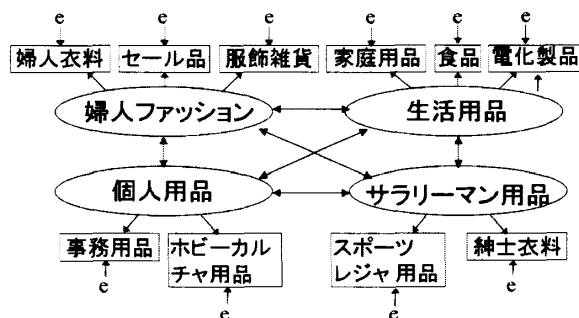 e e e e e e
婦人衣料 セール品 服飾雑貨 家庭用品 食品 電化製品
婦人ファッション 生活用品
個人用品 サラリーマン用品
事務用品 ホビーカル スポーツ 紳士衣料
チャ用品 レジャ用品
e e
e e